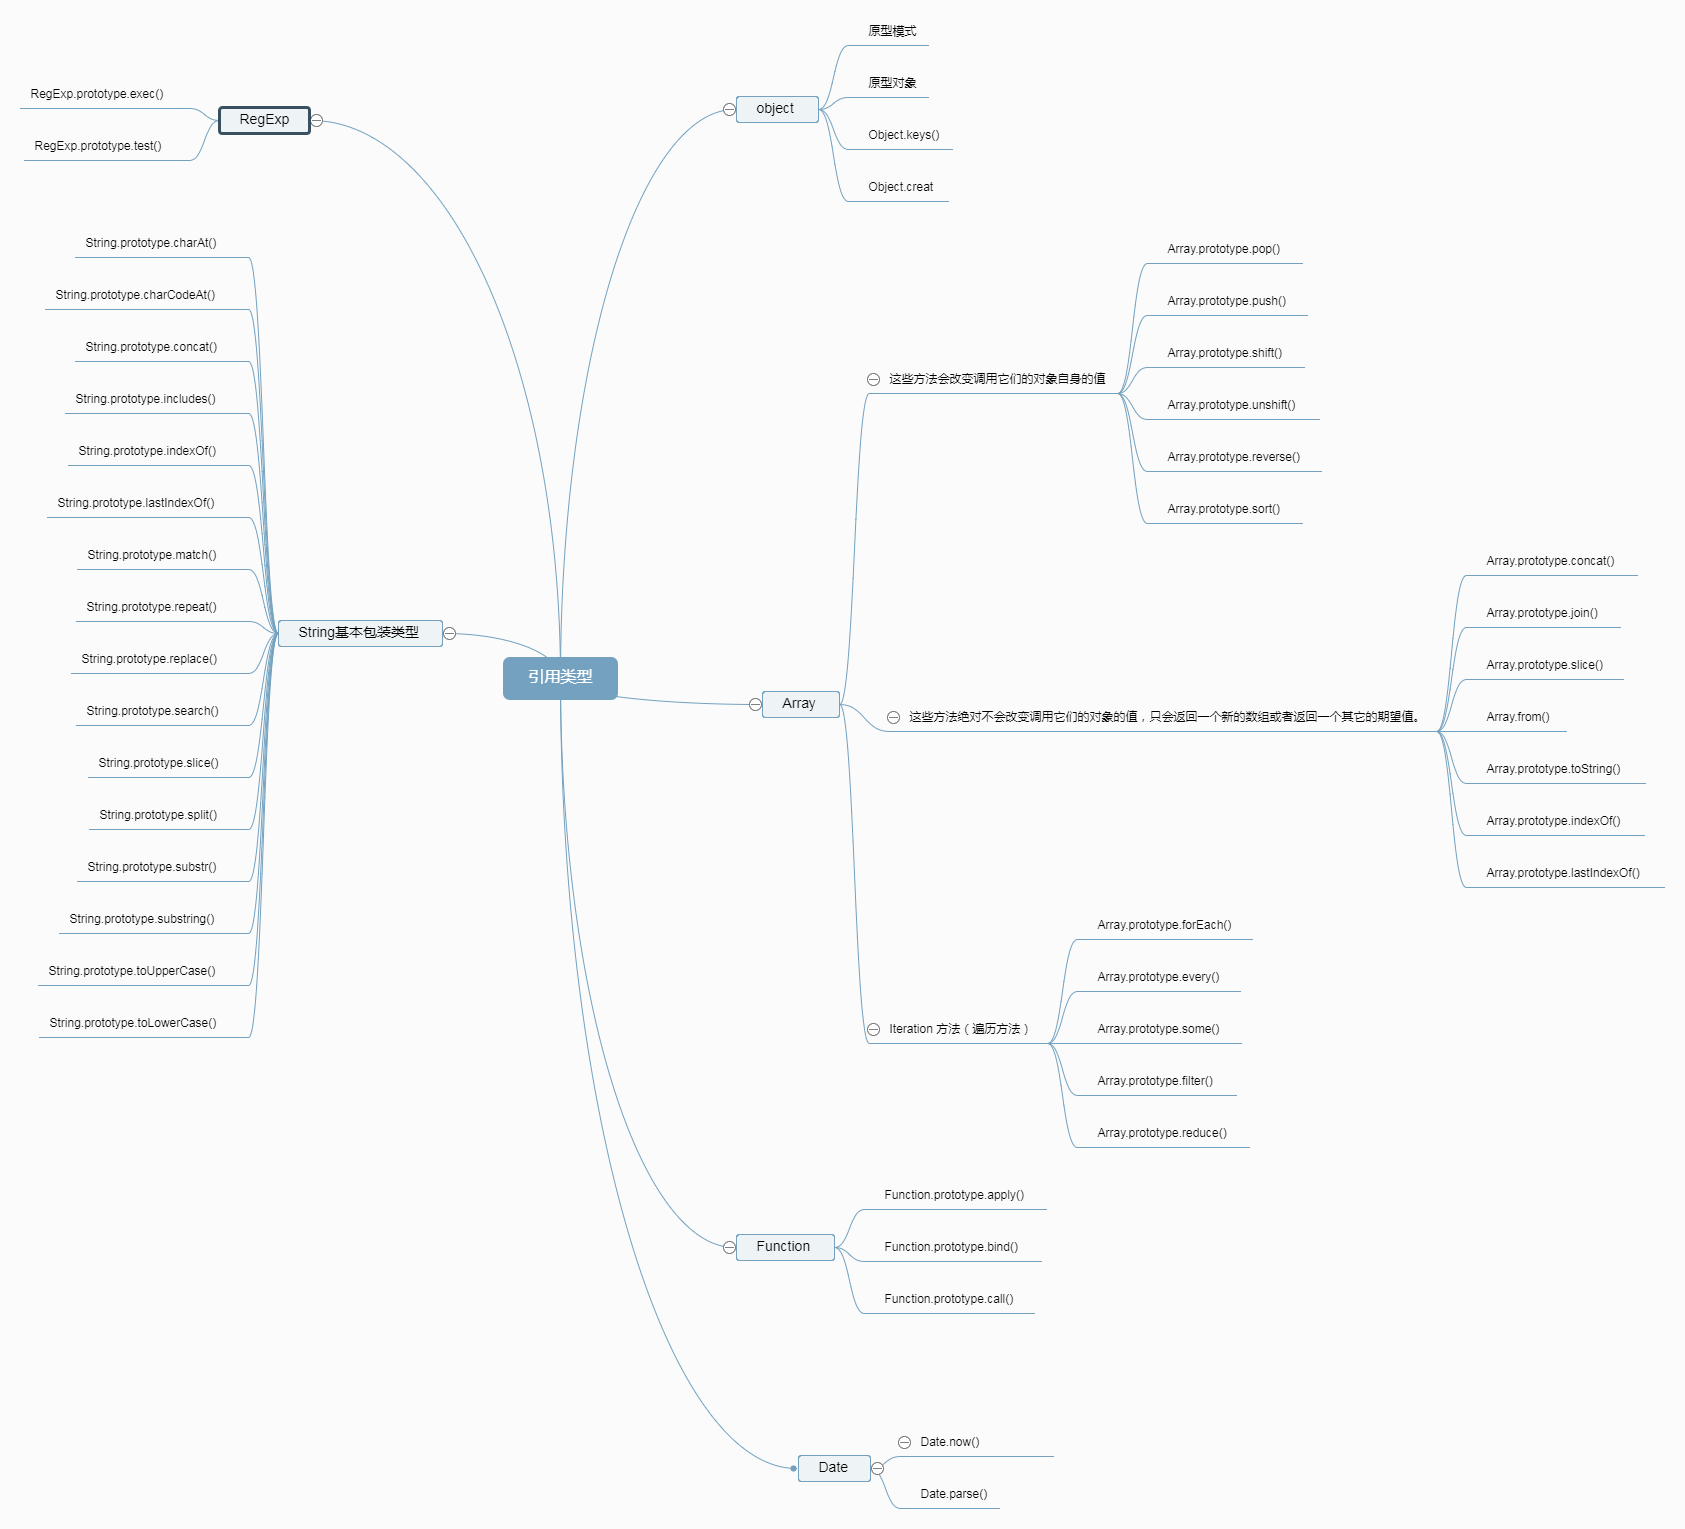 引用类型
RegExp
RegExp.prototype.exec()
RegExp.prototype.test()
String基本包装类型
String.prototype.charAt()
String.prototype.charCodeAt()
String.prototype.concat()
String.prototype.includes()
String.prototype.indexOf()
String.prototype.lastIndexOf()
String.prototype.match()
String.prototype.repeat()
String.prototype.replace()
String.prototype.search()
String.prototype.slice()
String.prototype.split()
String.prototype.substr()
String.prototype.substring()
String.prototype.toUpperCase()
String.prototype.toLowerCase()
object
原型模式
原型对象
Object.keys()
Object.creat
Array
这些方法会改变调用它们的对象自身的值
Array.prototype.pop()
Array.prototype.push()
Array.prototype.shift()
Array.prototype.unshift()
Array.prototype.reverse()
Array.prototype.sort()
这些方法绝对不会改变调用它们的对象的值，只会返回一个新的数组或者返回一个其它的期望值。
Array.prototype.concat()
Array.prototype.join()
Array.prototype.slice()
Array.from()
Array.prototype.toString()
Array.prototype.indexOf()
Array.prototype.lastIndexOf()
Iteration 方法（遍历方法）
Array.prototype.forEach()
Array.prototype.every()
Array.prototype.some()
Array.prototype.filter()
Array.prototype.reduce()
Function
Function.prototype.apply()
Function.prototype.bind()
Function.prototype.call()
Date
Date.now()
Date.parse()